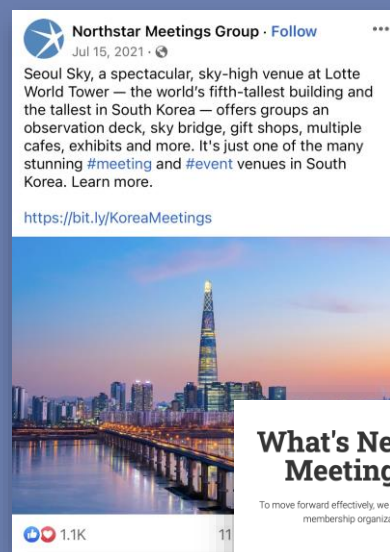 Northstar Meetings Group · Follow
Jul 15, 2021 ·
Seoul Sky, a spectacular, sky-high venue at Lotte
World Tower — the world's fifth-tallest building and
the tallest in South Korea — offers groups an
observation deck, sky bridge, gift shops, multiple
cafes, exhibits and more. It's just one of the many
stunning #meeting and #event venues in South
Korea. Learn more.
https://bit.ly/KoreaMeetings
1.1K
11
What's Ne
Meeting
To move forward effectively, we
membership organiza